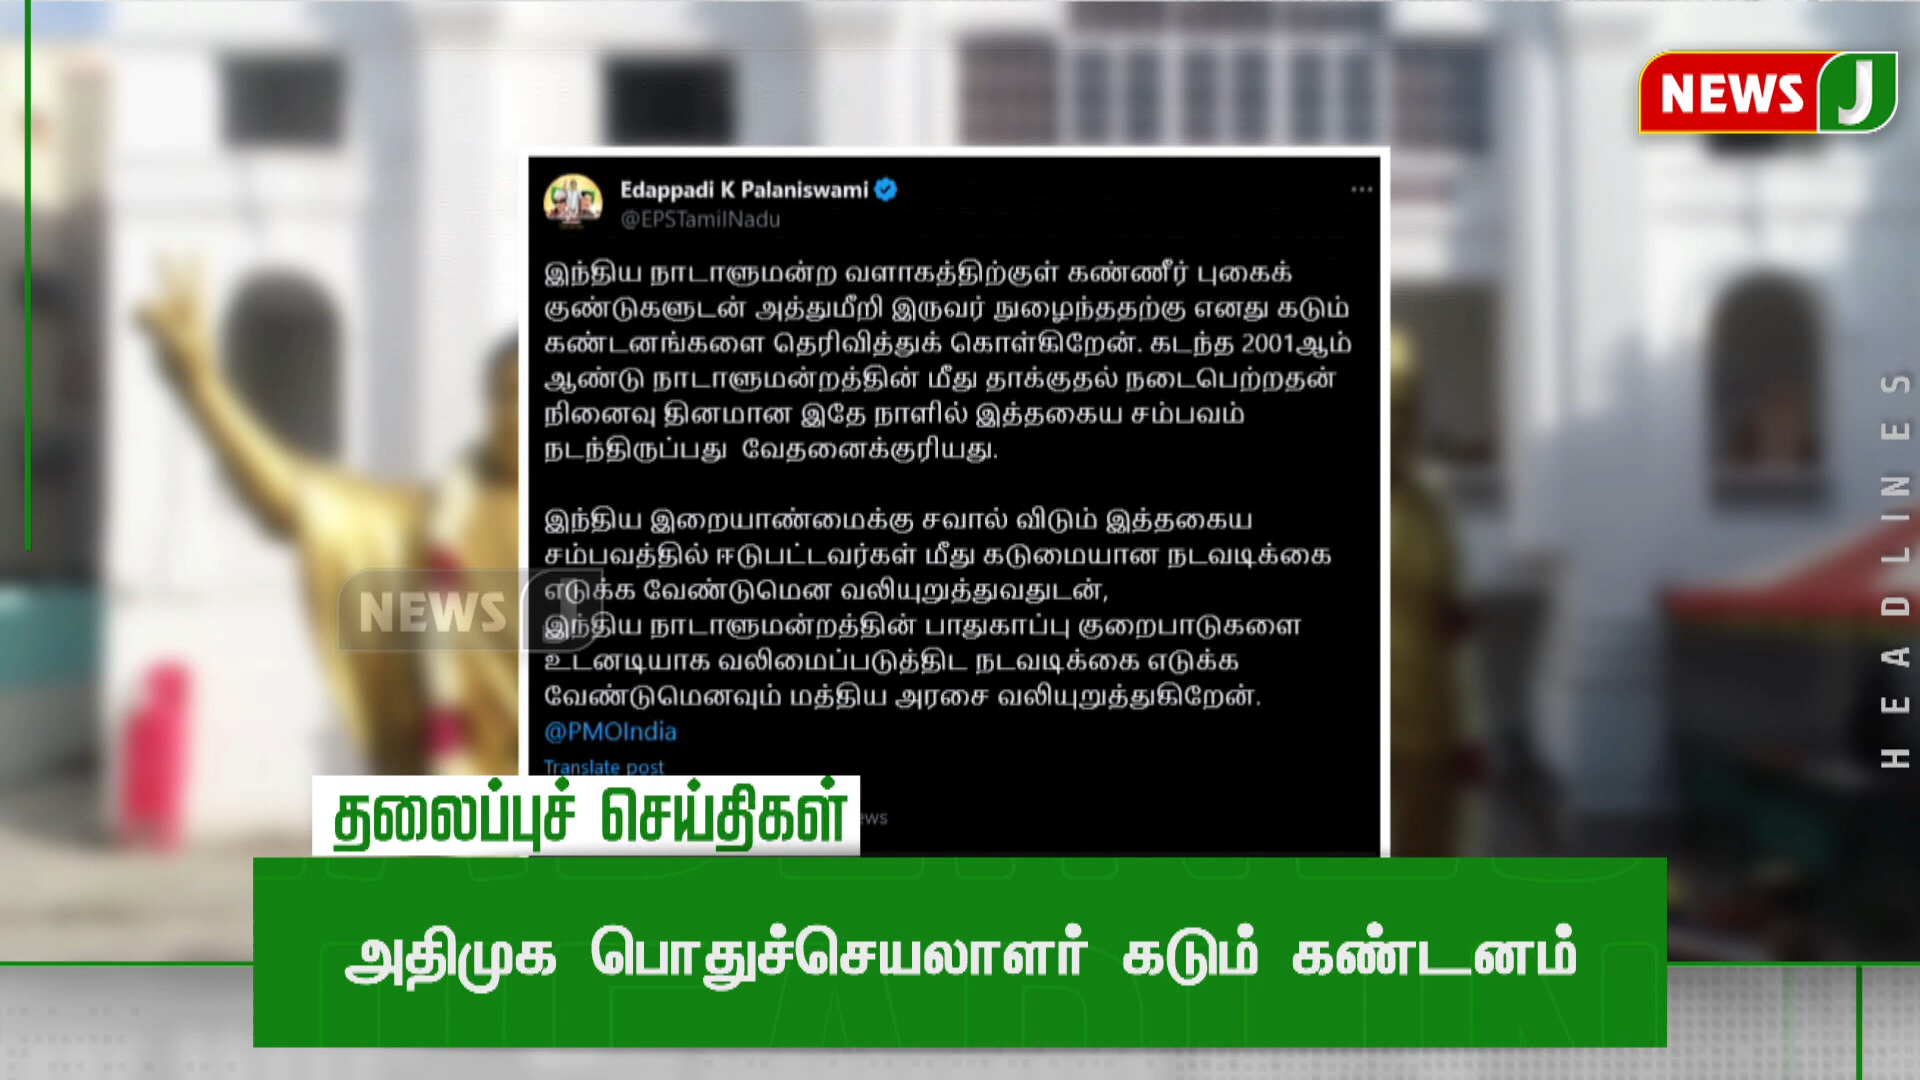 NEWS J
Edappadi K Palaniswami
@EPSTamilNadu
இந்திய நாடாளுமன்ற வளாகத்திற்குள் கண்ணீர் புகைக்
குண்டுகளுடன் அத்துமீறி இருவர் நுழைந்ததற்கு எனது கடும்
கண்டனங்களை தெரிவித்துக் கொள்கிறேன். கடந்த 2001ஆம்
ஆண்டு நாடாளுமன்றத்தின் மீது தாக்குதல் நடைபெற்றதன்
நினைவு தினமான இதே நாளில் இத்தகைய சம்பவம்
நடந்திருப்பது வேதனைக்குரியது.
இந்திய இறையாண்மைக்கு சவால் விடும் இத்தகைய
சம்பவத்தில் ஈடுபட்டவர்கள் மீது கடுமையான நடவடிக்கை
எடுக்க வேண்டுமென வலியுறுத்துவதுடன்,
இந்திய நாடாளுமன்றத்தின் பாதுகாப்பு குறைபாடுகளை
உடனடியாக வலிமைப்படுத்திட நடவடிக்கை எடுக்க
வேண்டுமெனவும் மத்திய அரசை வலியுறுத்துகிறேன்.
@PMOIndia
Translate post
NEWS J
தலைப்புச் செய்திகள்
அதிமுக பொதுச்செயலாளர் கடும் கண்டனம்
HEADLINES